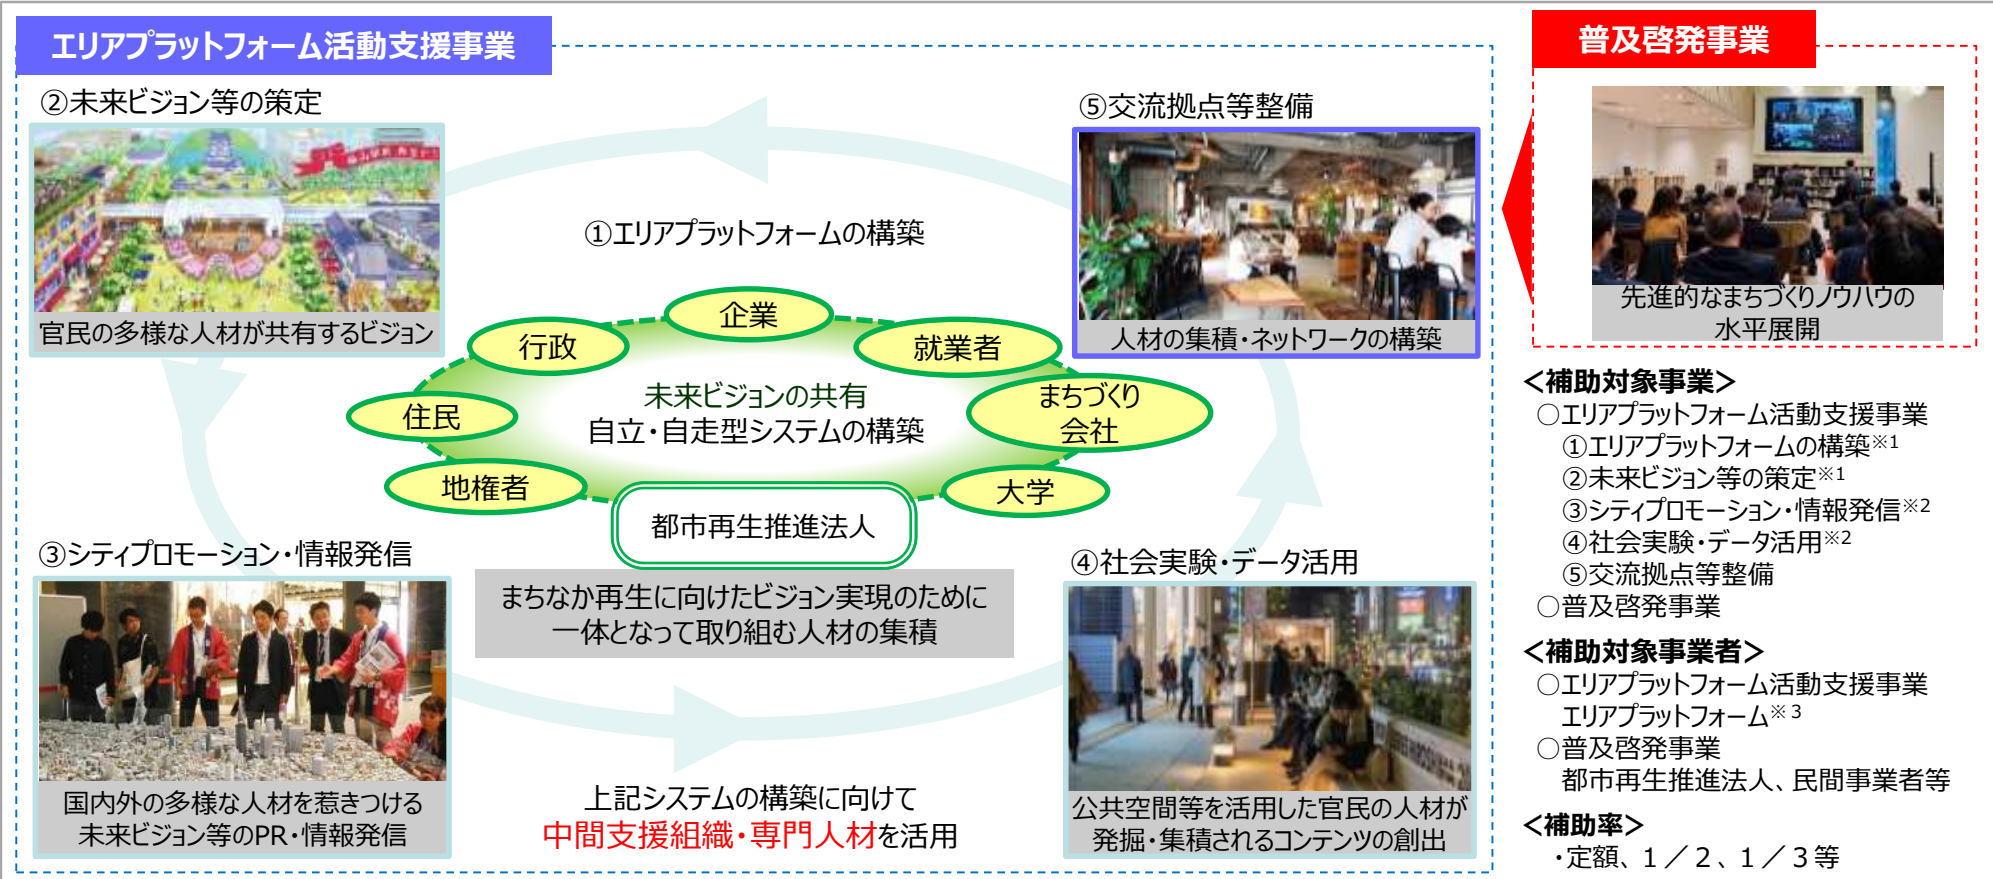 エリアプラットフォーム活動支援事業
②未来ビジョン等の策定
官民の多様な人材が共有するビジョン
①エリアプラットフォームの構築
⑤交流拠点等整備
人材の集積・ネットワークの構築
企業
行政
就業者
住民
まちづくり
会社
地権者
大学
未来ビジョンの共有
自立・自走型システムの構築
都市再生推進法人
まちなか再生に向けたビジョン実現のために
一体となって取り組む人材の集積
③シティプロモーション・情報発信
国内外の多様な人材を惹きつける
未来ビジョン等のPR・情報発信
④社会実験・データ活用
公共空間等を活用した官民の人材が
発掘・集積されるコンテンツの創出
上記システムの構築に向けて
中間支援組織・専門人材を活用
普及啓発事業
先進的なまちづくりノウハウの
水平展開
＜補助対象事業＞
○エリアプラットフォーム活動支援事業
①エリアプラットフォームの構築※1
②未来ビジョン等の策定※1
③シティプロモーション・情報発信※2
④社会実験・データ活用※2
⑤交流拠点等整備
○普及啓発事業
＜補助対象事業者＞
○エリアプラットフォーム活動支援事業
エリアプラットフォーム※３
○普及啓発事業
都市再生推進法人、民間事業者等
＜補助率＞
・定額、１／２、１／３等